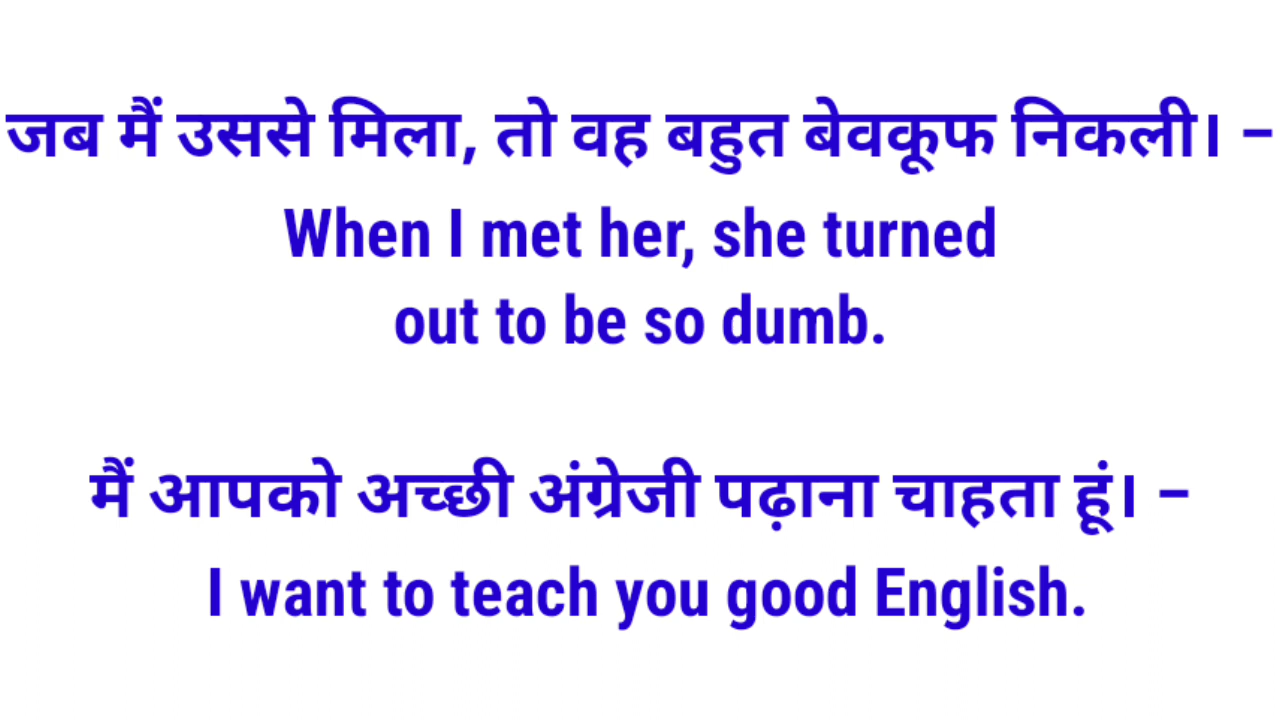 जब मैं उससे मिला, तो वह बहुत बेवकूफ निकली। –
When I met her, she turned
out to be so dumb.
मैं आपको अच्छी अंग्रेजी पढ़ाना चाहता हूं। –
I want to teach you good English.